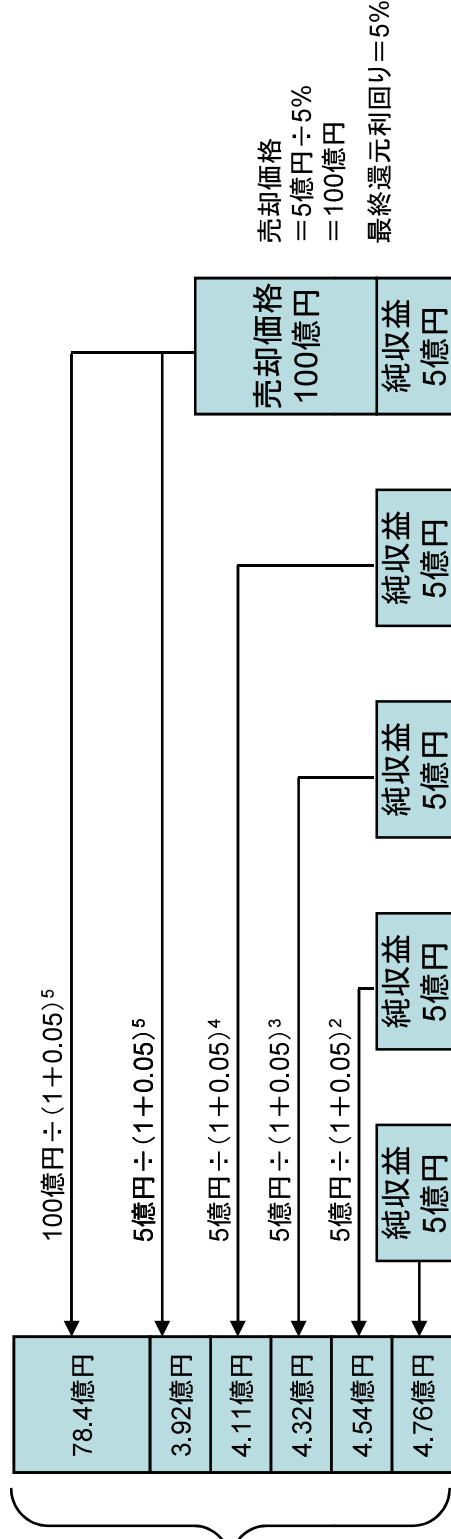 100億円÷(1+0.05)5
5億円÷(1+0.05)5
5億円÷(1+0.05)4
5億円÷(1+0.05)3
5億円÷(1+0.05)2
78.4億円
3.92億円
4.11億円
4.32億円
4.54億円
4.76億円
純収益
5億円
純収益
5億円
純収益
5億円
純収益
5億円
売却価格
100億円
純収益
5億円
売却価格
=5億円÷5%
=100億円
最終還元利回り=5%